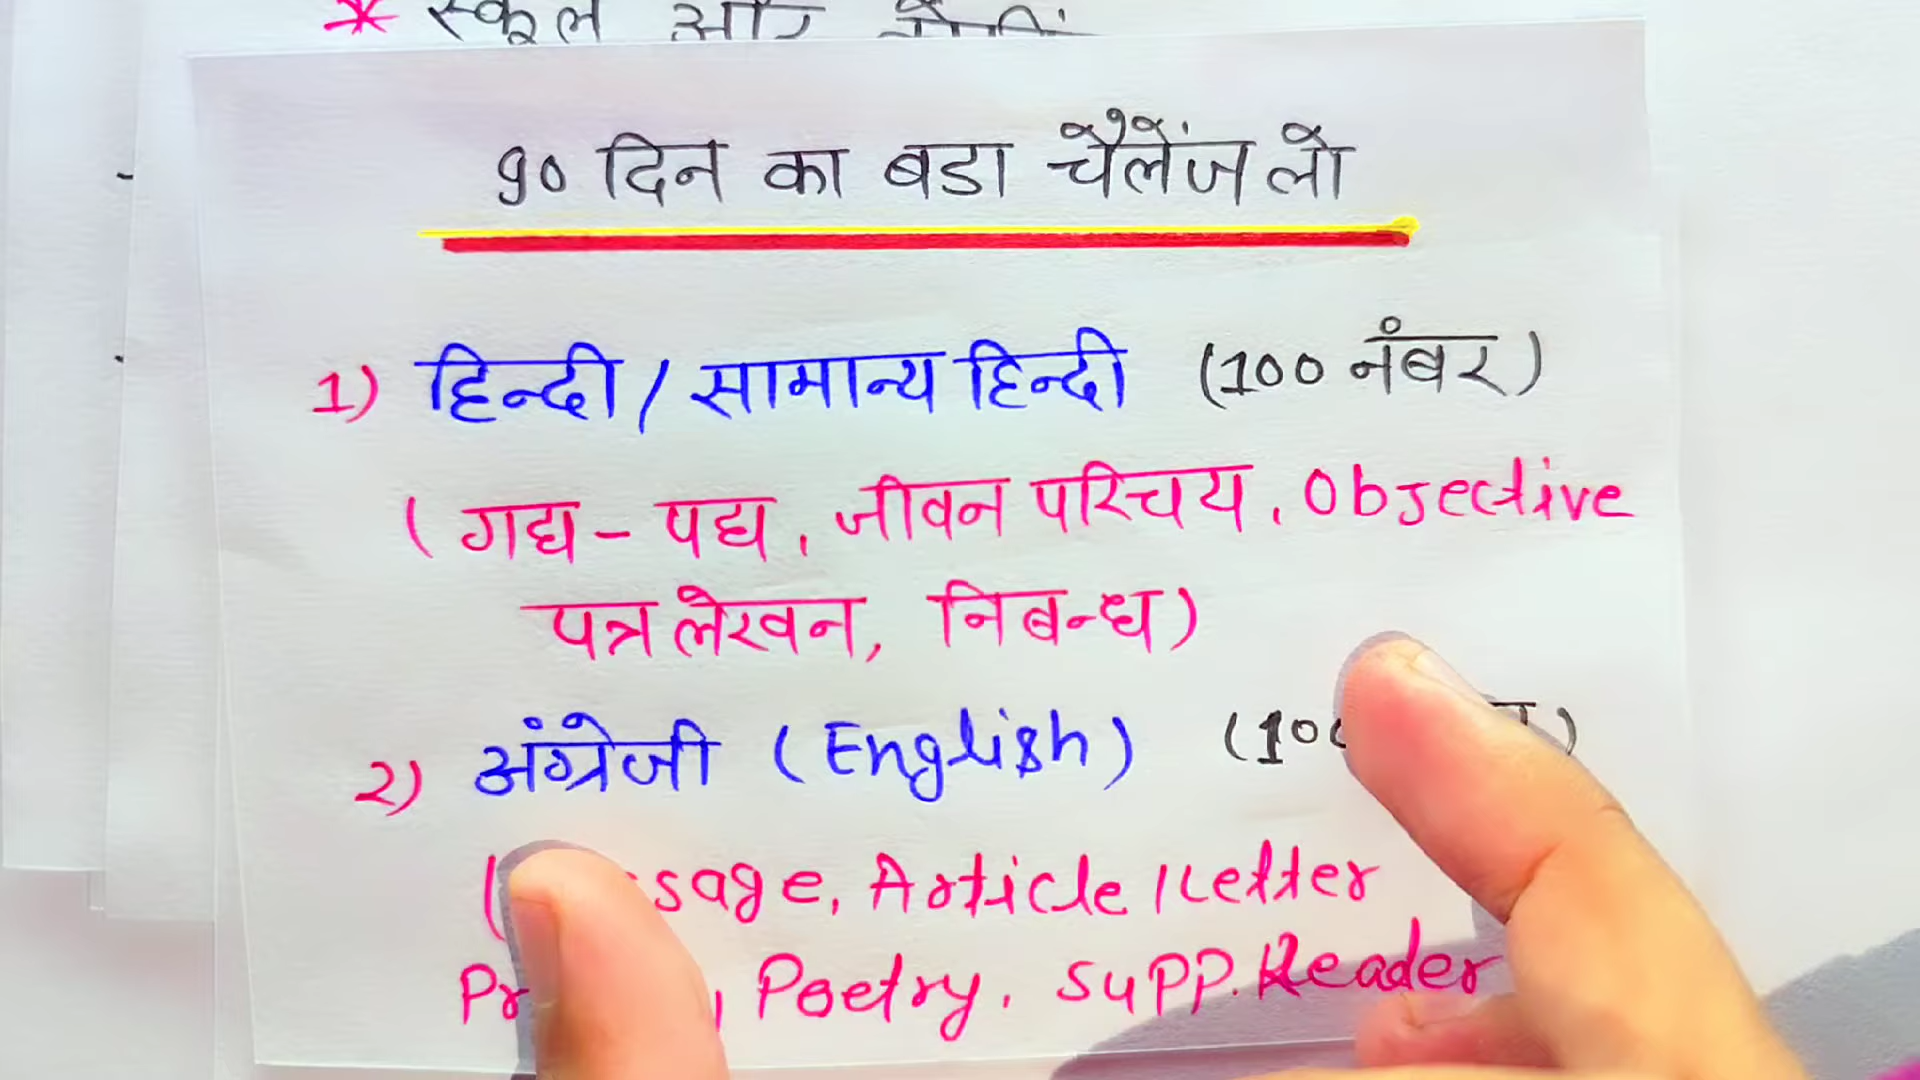 * स्कूल और
90 दिन का बडा चैलेंज लो
1) हिन्दी / सामान्य हिन्दी (100 नंबर)
( गद्य - पद्य, जीवन परिचय, Objective
पत्र लेखन, निबन्ध)
2) अंग्रेजी (English)
Article / Letter
Poetry, Supp. Reader